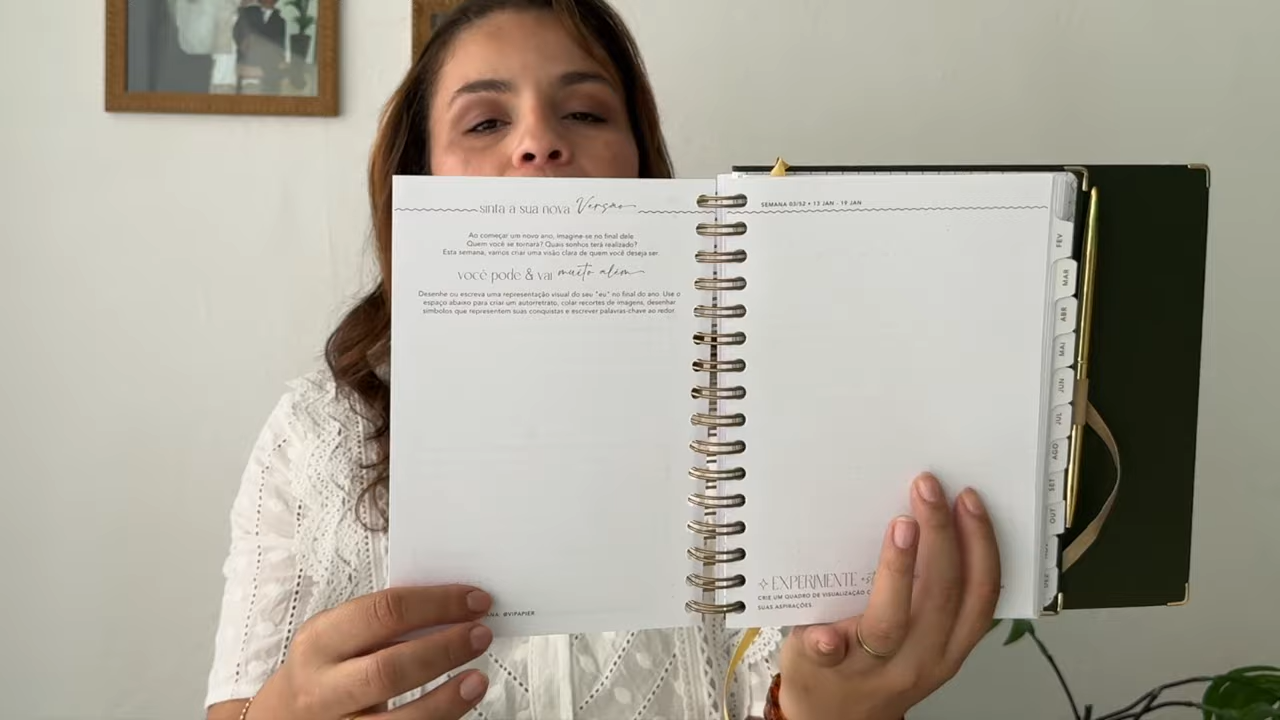 sinta a sua nova Versão
Ao começar um novo ano, imagine-se no final dele
Quem você se tornará? Quais sonhos terá realizado?
Esta semana, vamos criar uma visão clara de quem você deseja ser.
você pode & vai muito além
Desenhe ou escreva uma representação visual do seu "eu" no final do ano. Use o
espaço abaixo para criar um autorretrato, colar recortes de imagens, desenhar
símbolos que representem suas conquistas e escrever palavras-chave ao redor.
@VIPAPIER
SEMANA 03/52 • 13 JAN - 19 JAN
EXPERIMENTE
CRIE UM QUADRO DE VISUALIZAÇÃO
SUAS ASPIRAÇÕES.
FEV
MAR
ABR
MAI
JUN
JUL
AGO
SET
OUT
DEZ